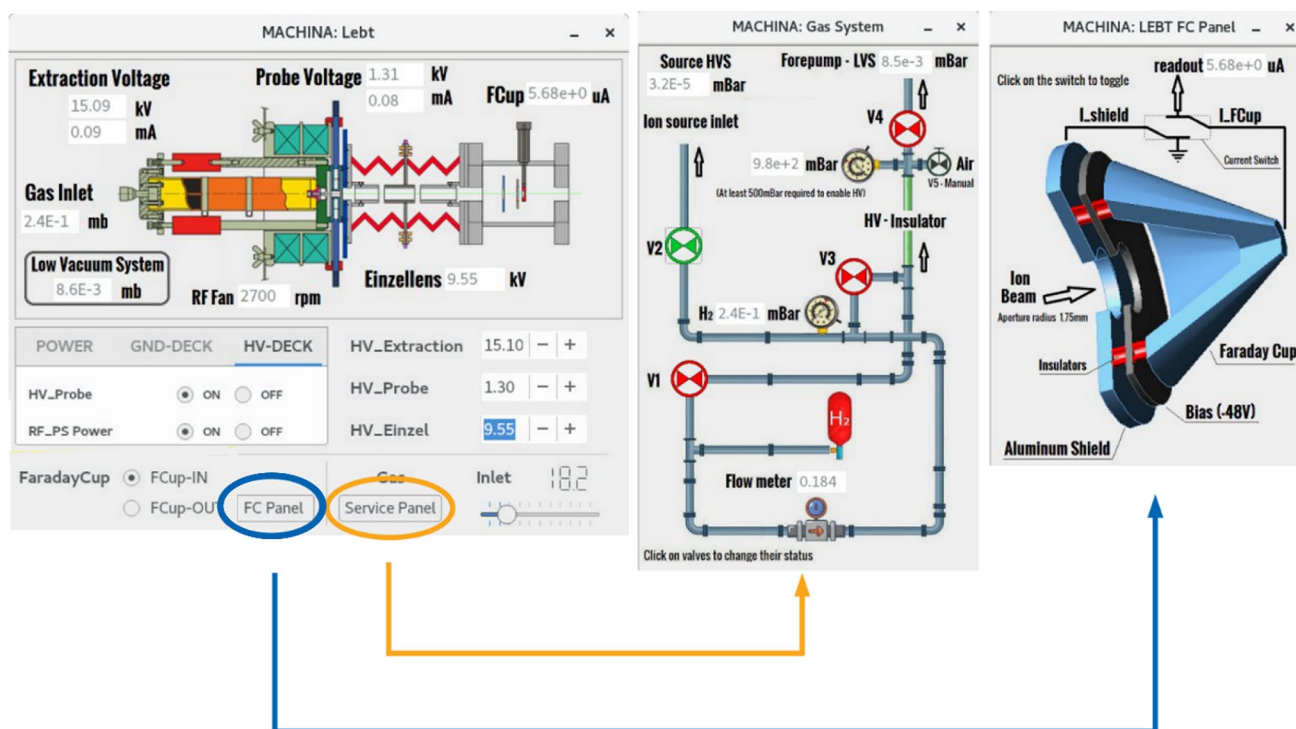 MACHINA: Lebt
Extraction Voltage
15.09 kV
0.09 mA
Probe Voltage 1.31 kV
0.08 mA
FCup 5.68e+0 uA
Gas Inlet
2.4E-1 mb
Low Vacuum System
8.6E-3 mb
RF Fan 2700 rpm
Einzellens 9.55 kV
POWER GND-DECK HV-DECK
HV_Probe ON OFF
RF_PS Power ON OFF
HV_Extraction 15.10 − +
HV_Probe 1.30 − +
HV_Einzel 9.55 − +
FaradayCup FCup-IN
FCup-OUT FC Panel
Gas
Service Panel
Inlet 18.2
MACHINA: Gas System
Source HVS
3.2E-5 mBar
Forepump - LVS 8.5e-3 mBar
Ion source inlet
V4
9.8e+2 mBar
(At least 500mBar required to enable HV)
Air
V5 - Manual
HV - Insulator
V2
V3
H₂ 2.4E-1 mBar
V1
H₂
Flow meter 0.184
Click on valves to change their status
MACHINA: LEBT FC Panel
readout 5.68e+0 uA
Click on the switch to toggle
I_shield I_FCup
Current Switch
Ion
Beam
Aperture radius 1.75mm
Insulators
Faraday Cup
Bias (-48V)
Aluminum Shield